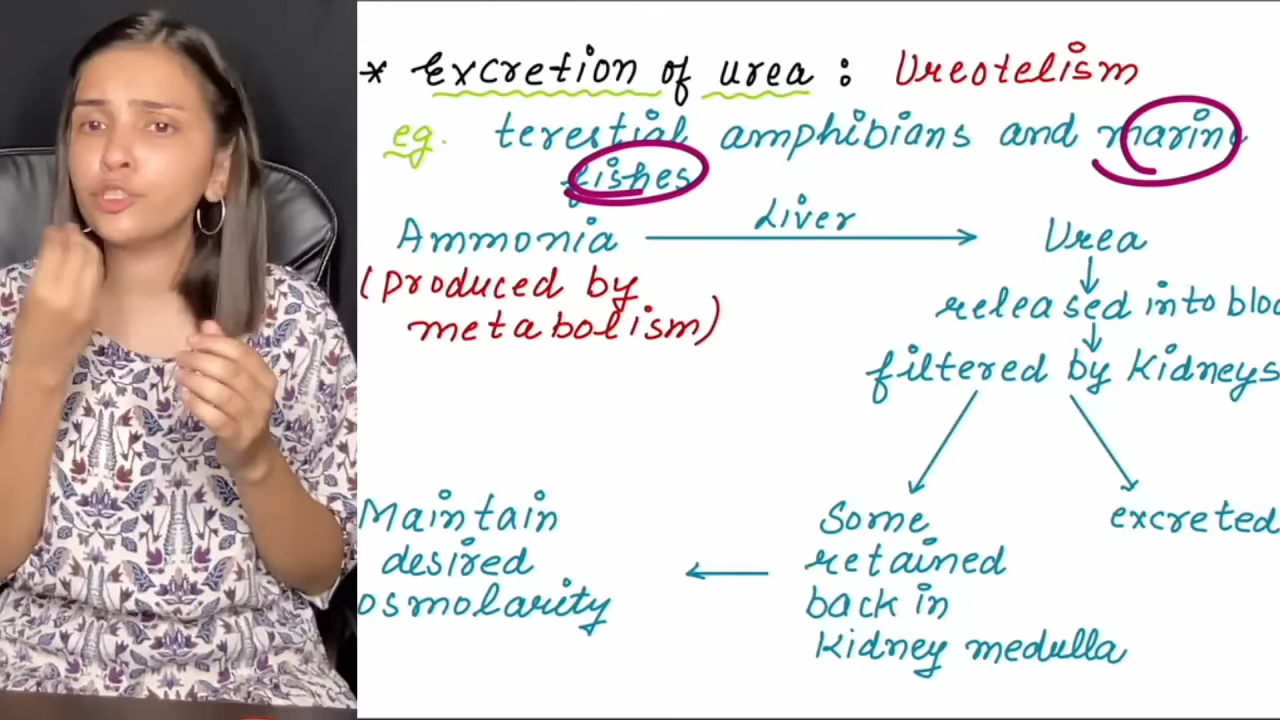 * Excretion of urea : Ureotelism
eg. terestial amphibians and marine
fishes
Ammonia
Liver
Urea
(produced by
metabolism)
released into
filtered by Kidneys
Maintain
desired
osmolarity
Some
retained
back in
Kidney medulla
excreted